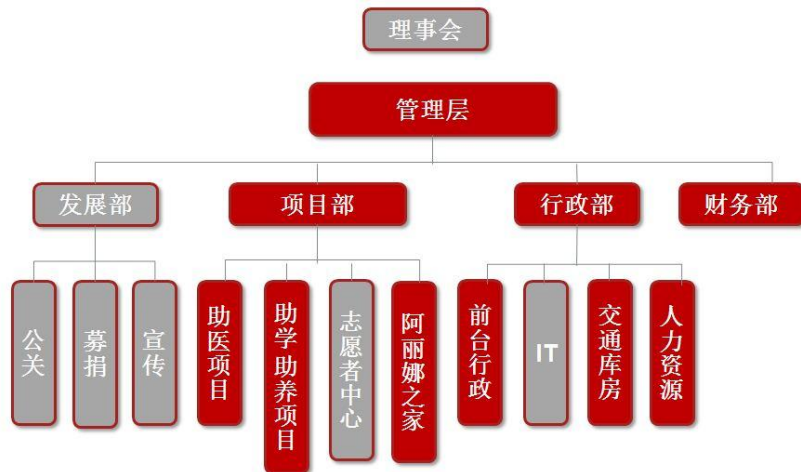 理事会
管理层
发展部
项目部
行政部
财务部
公关
募捐
宣传
助医项目
助学 助养项目
志愿者中心
阿丽娜之家
前台行政
IT
交通库房
人力资源